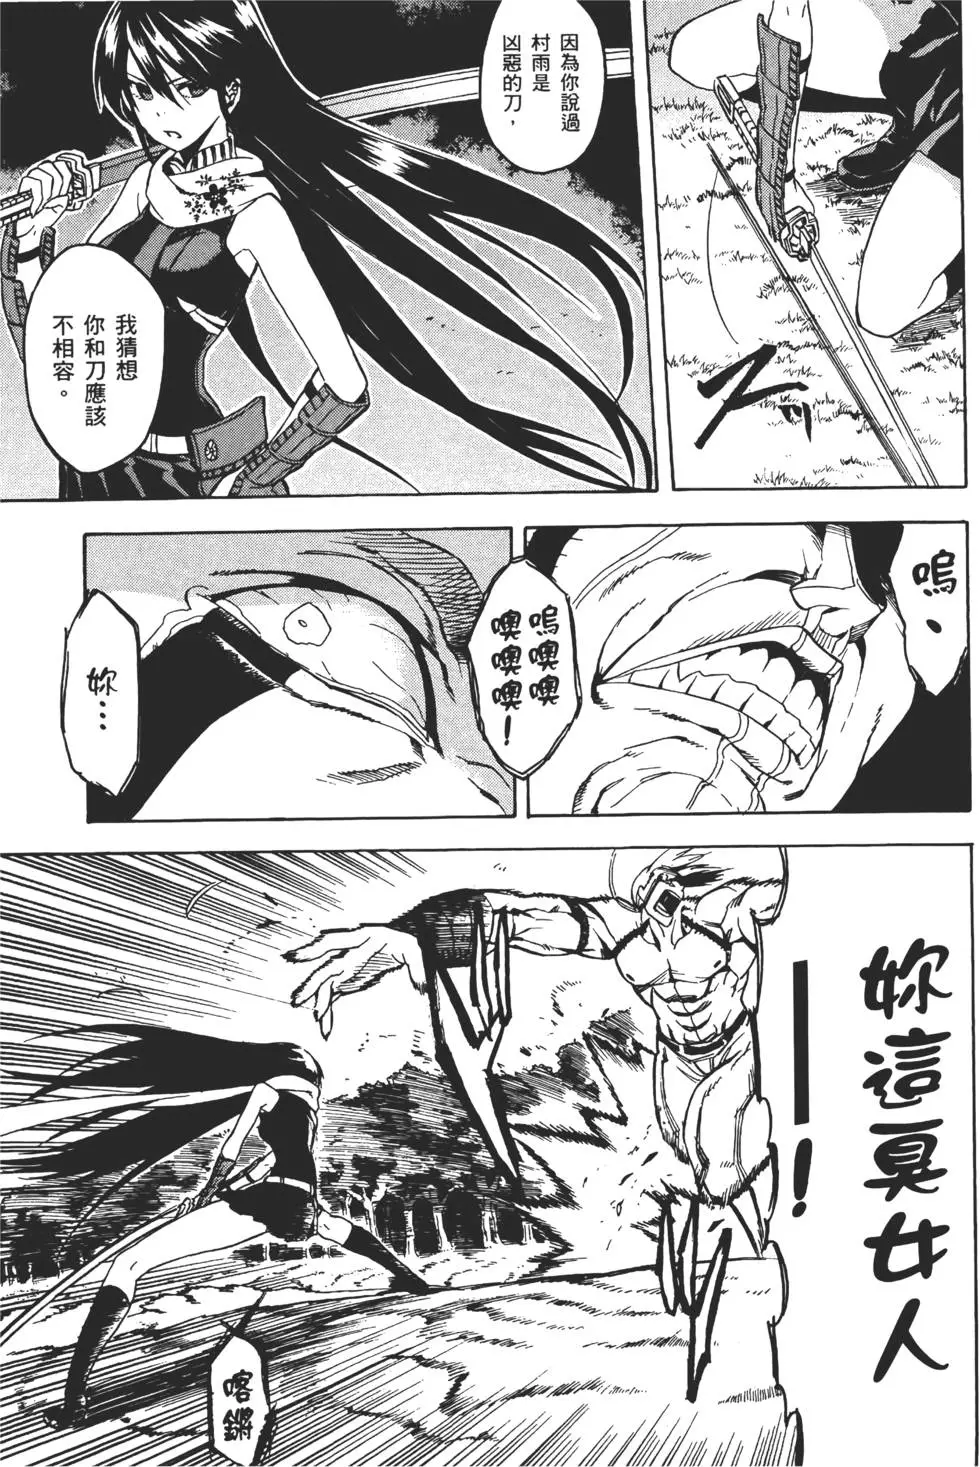 因為你說過
村雨是
凶惡的刀，
我猜想
你和刀應該
不相容。
嗚、
嗚噢噢
噢噢噢！
妳…
妳這臭女人
——！
喀鏘